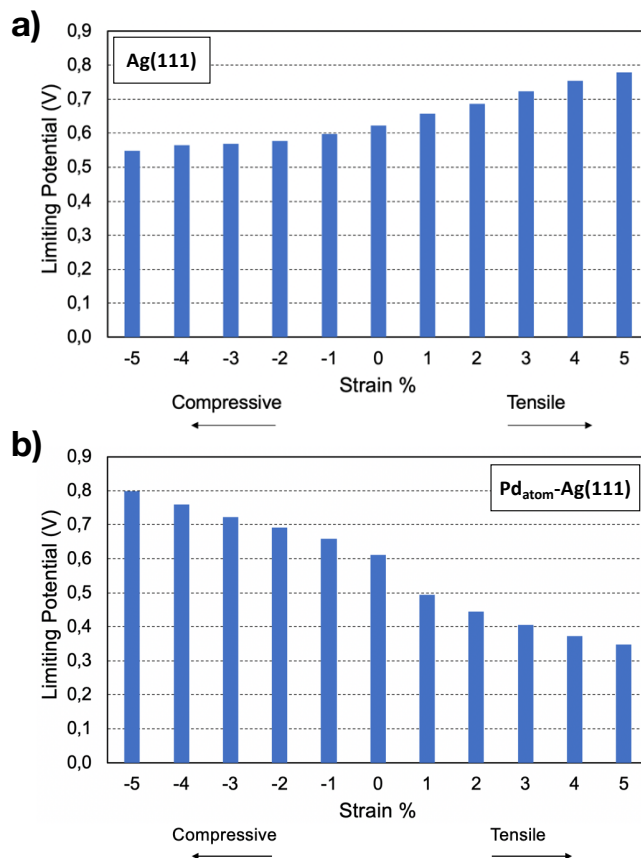 a)
Ag(111)
Limiting Potential (V)
0,9
0,8
0,7
0,6
0,5
0,4
0,3
0,2
0,1
0,0
-5 -4 -3 -2 -1 0 1 2 3 4 5
Strain %
Compressive Tensile
b)
Pdatom-Ag(111)
Limiting Potential (V)
0,9
0,8
0,7
0,6
0,5
0,4
0,3
0,2
0,1
0,0
-5 -4 -3 -2 -1 0 1 2 3 4 5
Strain %
Compressive Tensile